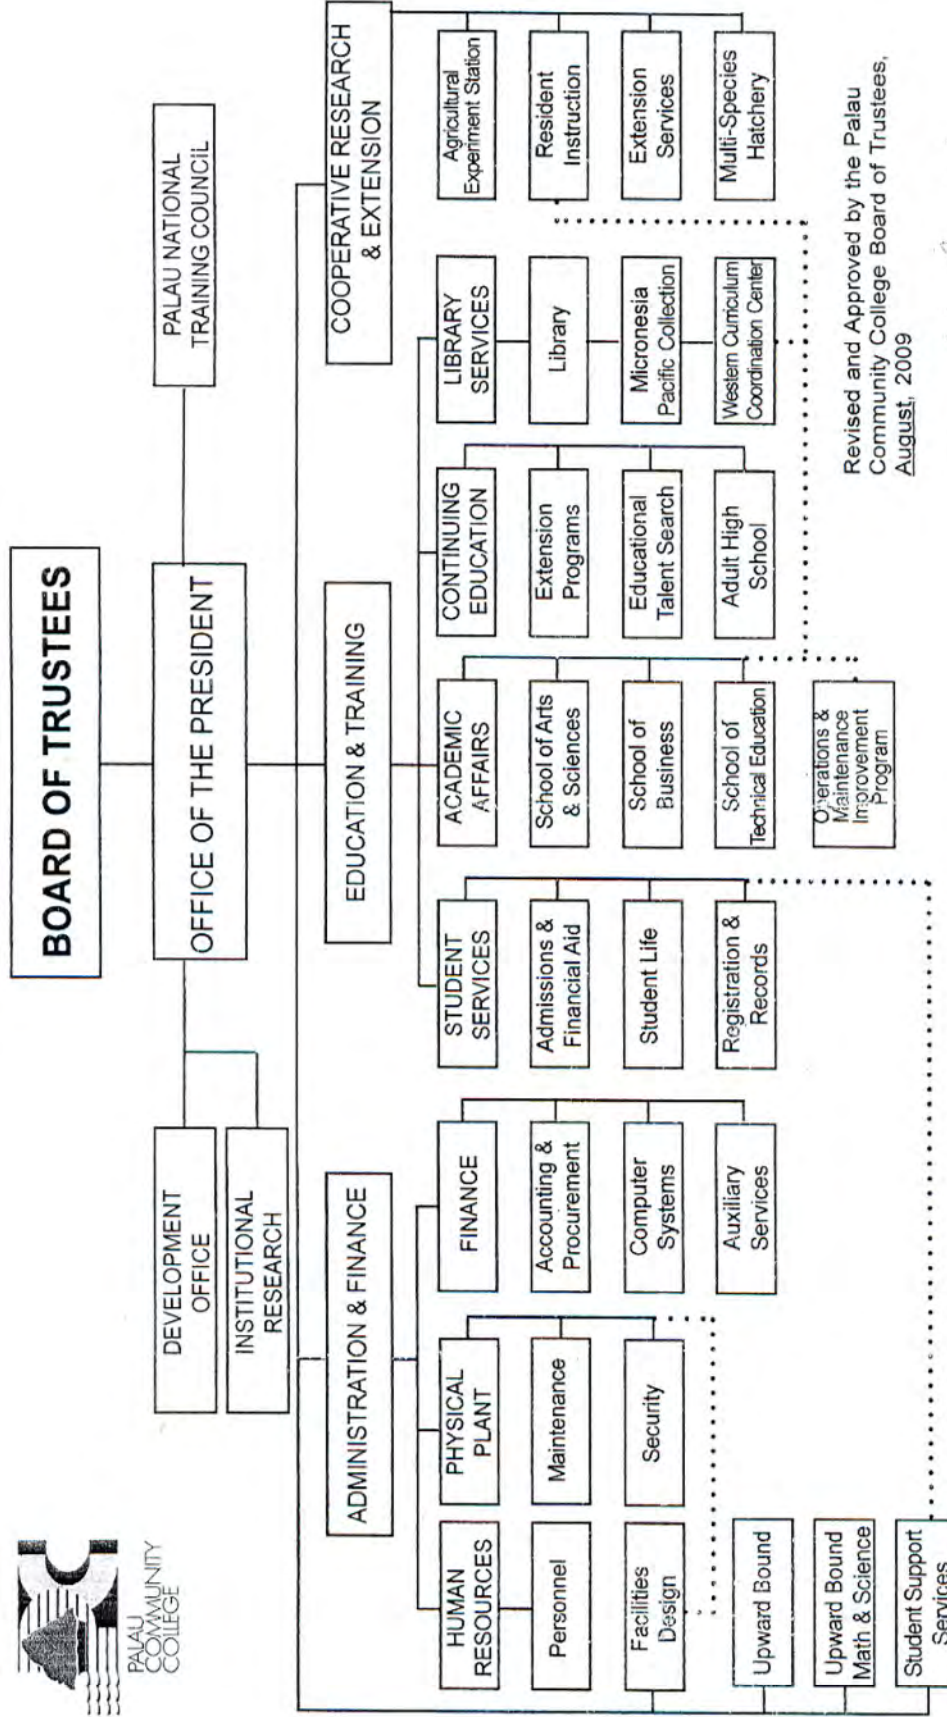 PALAU
COMMUNITY
COLLEGE
BOARD OF TRUSTEES
OFFICE OF THE PRESIDENT
PALAU NATIONAL
TRAINING COUNCIL
DEVELOPMENT
OFFICE
INSTITUTIONAL
RESEARCH
ADMINISTRATION & FINANCE
EDUCATION & TRAINING
COOPERATIVE RESEARCH
& EXTENSION
HUMAN
RESOURCES
Personnel
Facilities
Design
Upward Bound
Upward Bound
Math & Science
Student Support
Services
PHYSICAL
PLANT
Maintenance
Security
FINANCE
Accounting &
Procurement
Computer
Systems
Auxiliary
Services
STUDENT
SERVICES
Admissions &
Financial Aid
Student Life
Registration &
Records
ACADEMIC
AFFAIRS
School of Arts
& Sciences
School of
Business
School of
Technical Education
Operations &
Maintenance
Improvement
Program
CONTINUING
EDUCATION
Extension
Programs
Educational
Talent Search
Adult High
School
LIBRARY
SERVICES
Library
Micronesia
Pacific Collection
Western Curriculum
Coordination Center
Agricultural
Experiment Station
Resident
Instruction
Extension
Services
Multi-Species
Hatchery
Revised and Approved by the Palau
Community College Board of Trustees,
August, 2009